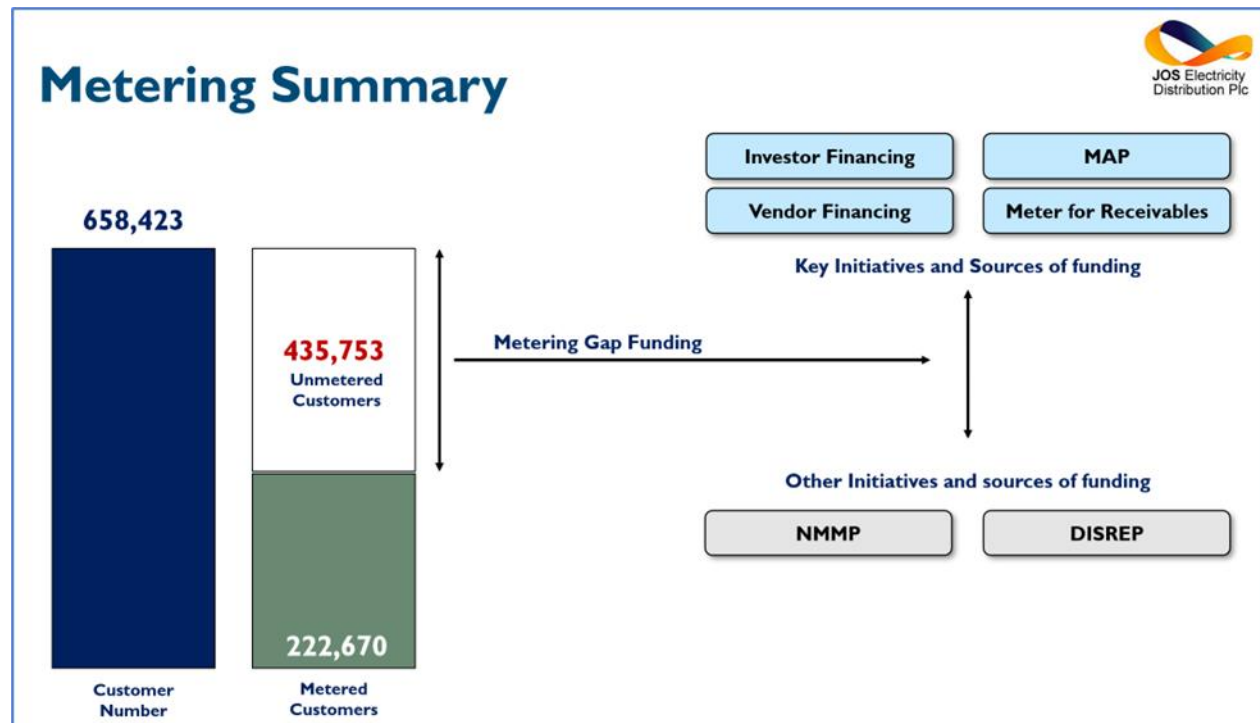 Metering Summary
JOS Electricity
Distribution Plc
658,423
435,753
Unmetered
Customers
222,670
Customer
Number
Metered
Customers
Metering Gap Funding
Investor Financing
MAP
Vendor Financing
Meter for Receivables
Key Initiatives and Sources of funding
Other Initiatives and sources of funding
NMMP
DISREP